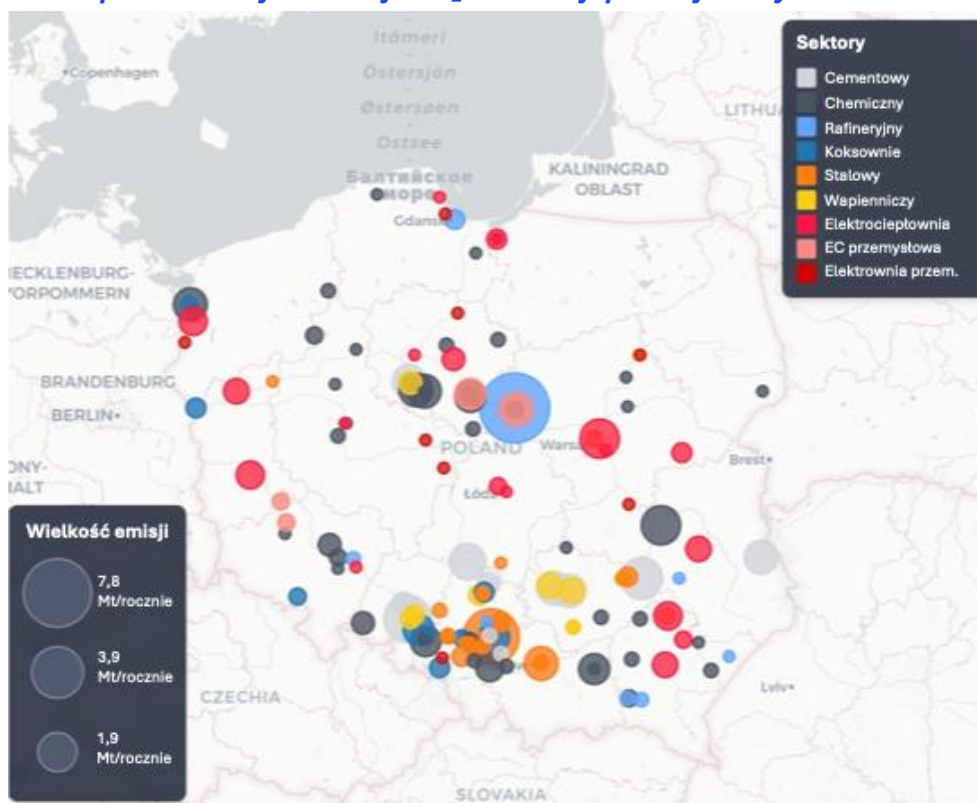 Itämeri
Östersjön
Østersøen
Ostsee
Балтийское
море
Copenhagen
LITHU
KALININGRAD
OBLAST
Gdansk
ECKLENBURG-
ORPOMMERN
BRANDENBURG
BERLIN
POLAND
Warsa
Brest
ONY-
ALT
Łódź
CZECHIA
Lviv
SLOVAKIA
Sektory
Cementowy
Chemiczny
Rafineryjny
Koksownie
Stalowy
Wapienniczy
Elektrociepłownia
EC przemysłowa
Elektrownia przem.
Wielkość emisji
7,8
Mt/rocznie
3,9
Mt/rocznie
1,9
Mt/rocznie